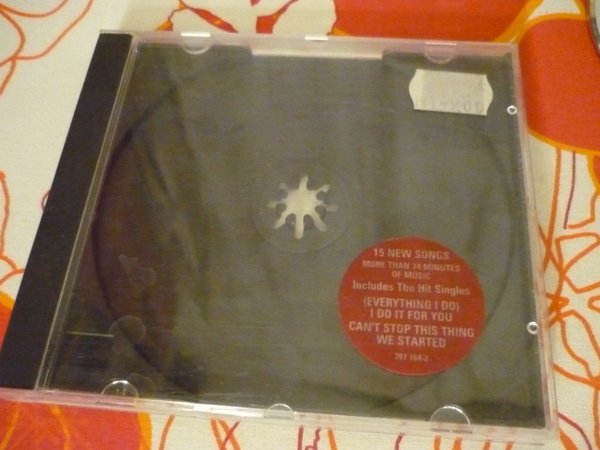 15 NEW SONGS
MORE THAN 74 MINUTES
OF MUSIC
Includes The Hit Singles
(EVERYTHING I DO)
I DO IT FOR YOU
CAN'T STOP THIS THING
WE STARTED
397 164-2